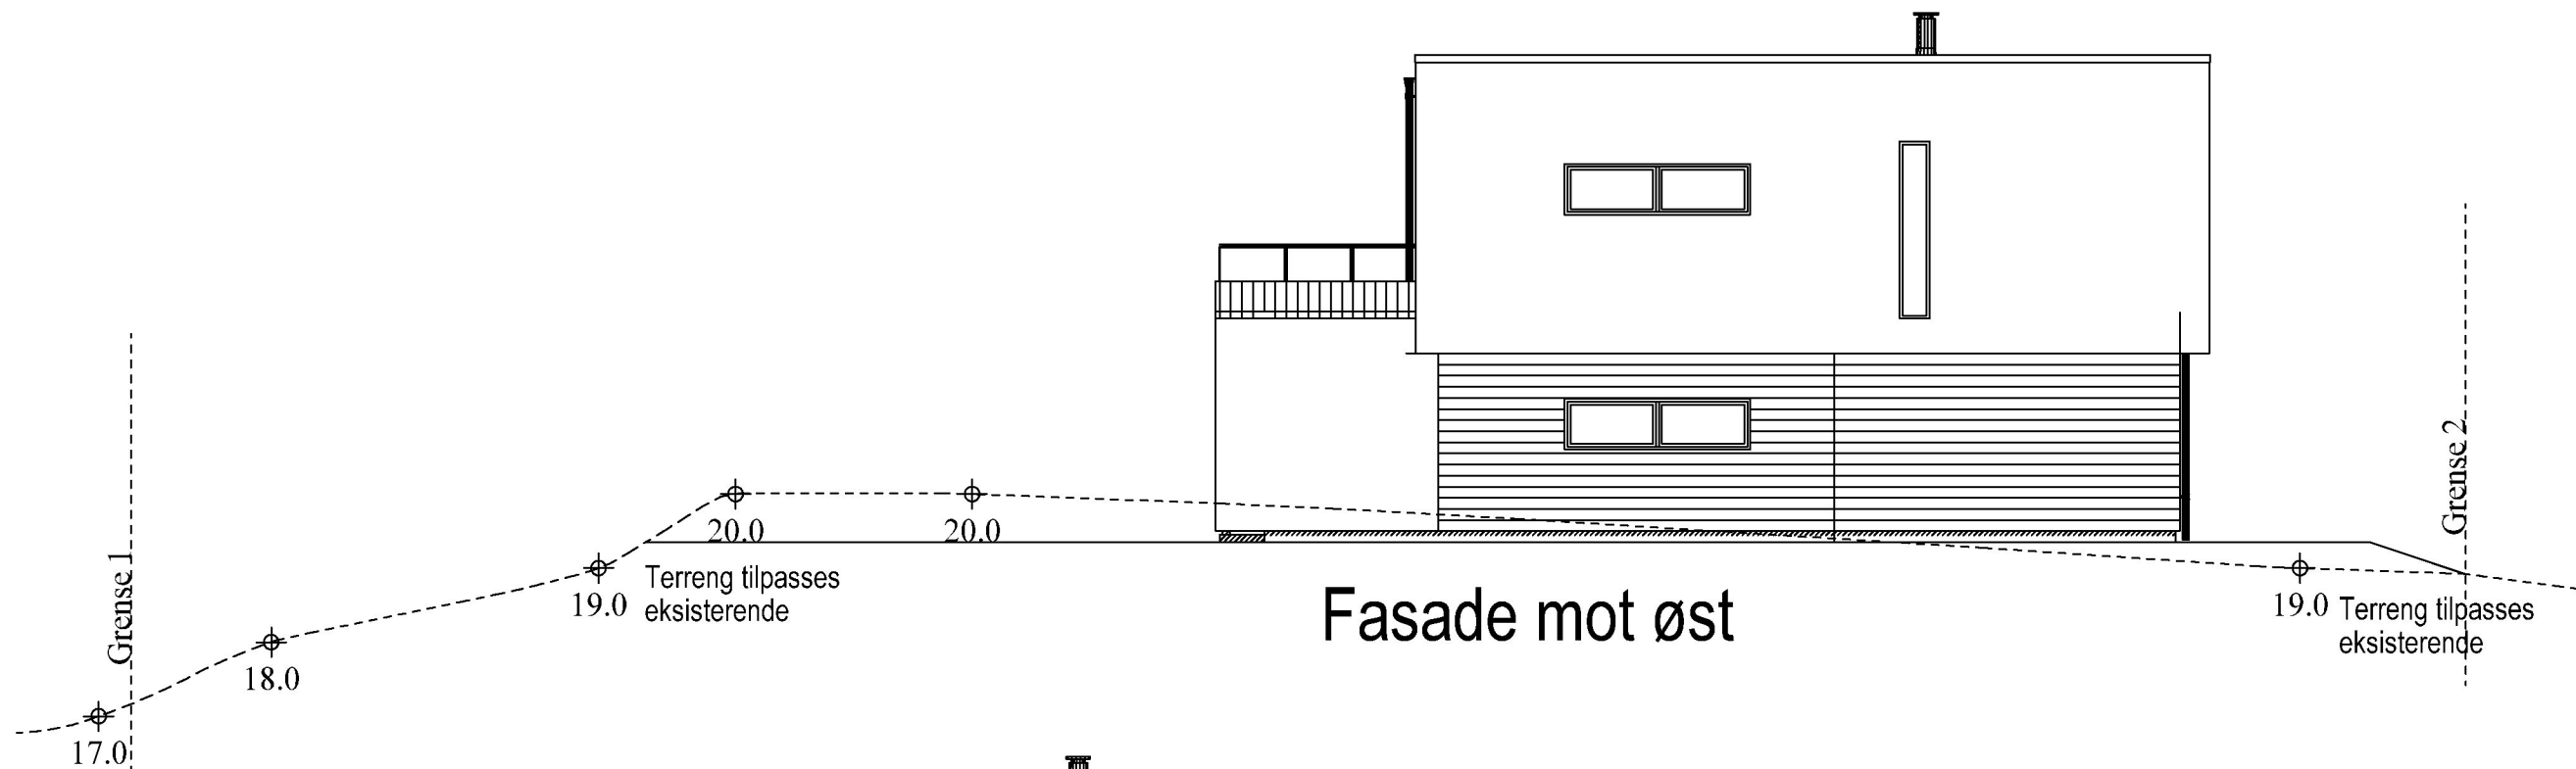 Grense 1
17.0
18.0
19.0
20.0
20.0
Terreng tilpasses
eksisterende
Fasade mot øst
19.0
Terreng tilpasses
eksisterende
Grense 2